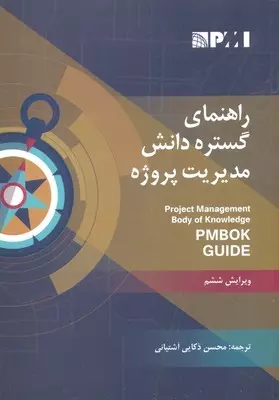 PMI
راهنمای
گستره دانش
مدیریت پروژه
Project Management
Body of Knowledge
PMBOK
GUIDE
ویرایش ششم
ترجمه: محسن ذکایی آشتیانی